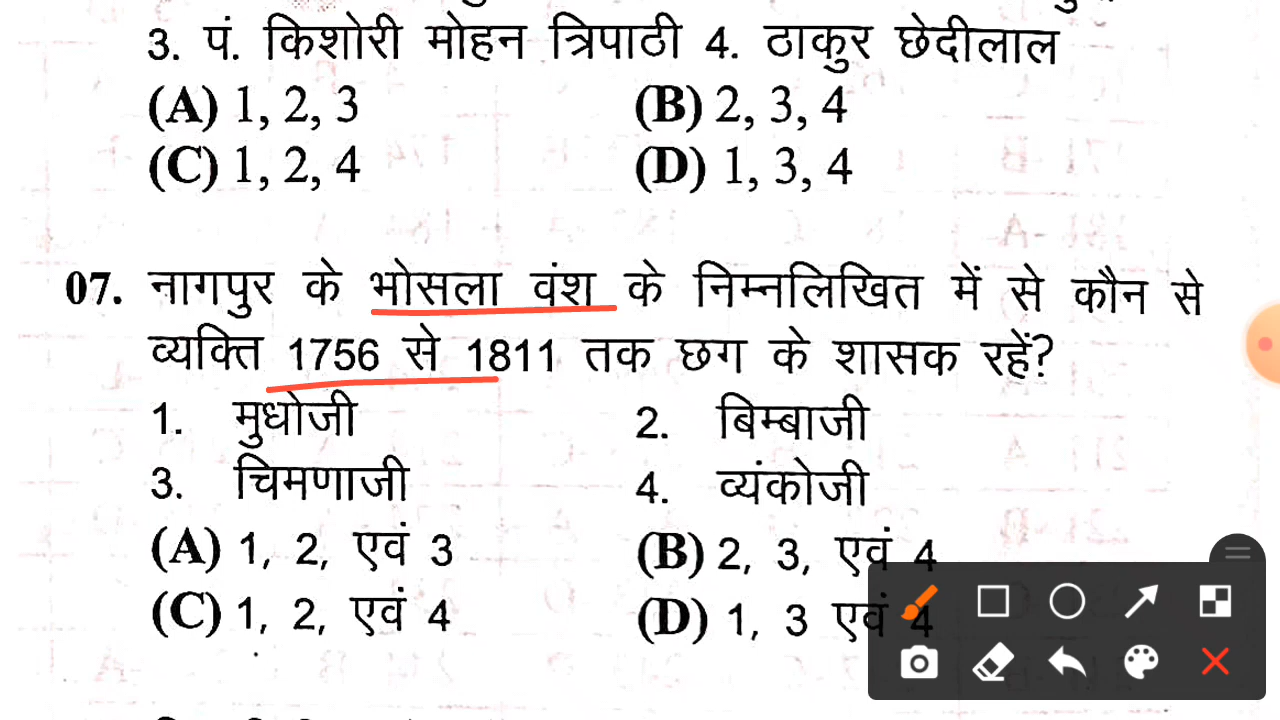 3. पं. किशोरी मोहन त्रिपाठी 4. ठाकुर छेदीलाल
(A) 1, 2, 3 (B) 2, 3, 4
(C) 1, 2, 4 (D) 1, 3, 4
07. नागपुर के भोसला वंश के निम्नलिखित में से कौन से
व्यक्ति 1756 से 1811 तक छग के शासक रहें?
1. मुधोजी 2. बिम्बाजी
3. चिमणाजी 4. व्यंकोजी
(A) 1, 2, एवं 3 (B) 2, 3, एवं 4
(C) 1, 2, एवं 4 (D) 1, 3 एवं 4